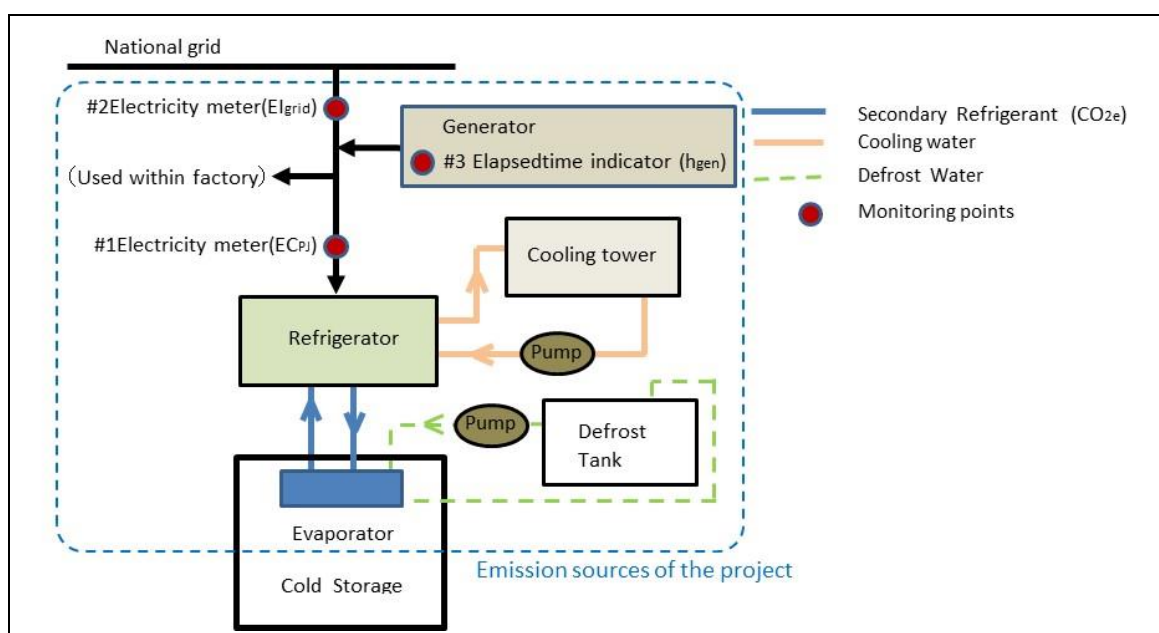 National grid
#2Electricity meter(EIgrid)
Generator
#3 Elapsedtime indicator (hgen)
(Used within factory)
#1Electricity meter(ECPJ)
Cooling tower
Refrigerator
Pump
Pump
Defrost
Tank
Evaporator
Cold Storage
Emission sources of the project
Secondary Refrigerant (CO2e)
Cooling water
Defrost Water
Monitoring points